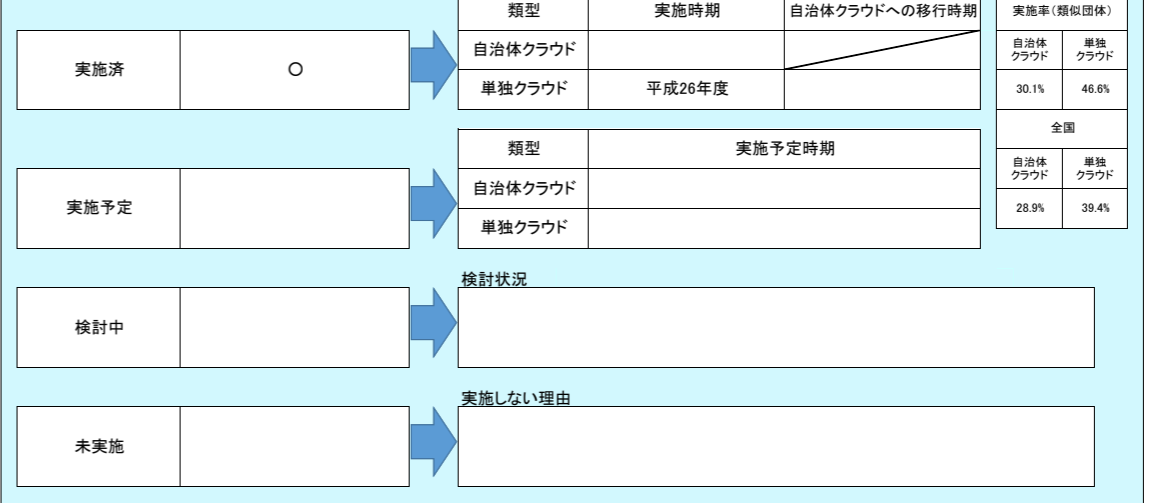 類型 実施時期 自治体クラウドへの移行時期
実施済 〇
自治体クラウド
単独クラウド 平成26年度
実施率(類似団体)
自治体
クラウド
単独
クラウド
30.1% 46.6%
全国
自治体
クラウド
単独
クラウド
28.9% 39.4%
実施予定
類型 実施予定時期
自治体クラウド
単独クラウド
検討状況
検討中
実施しない理由
未実施